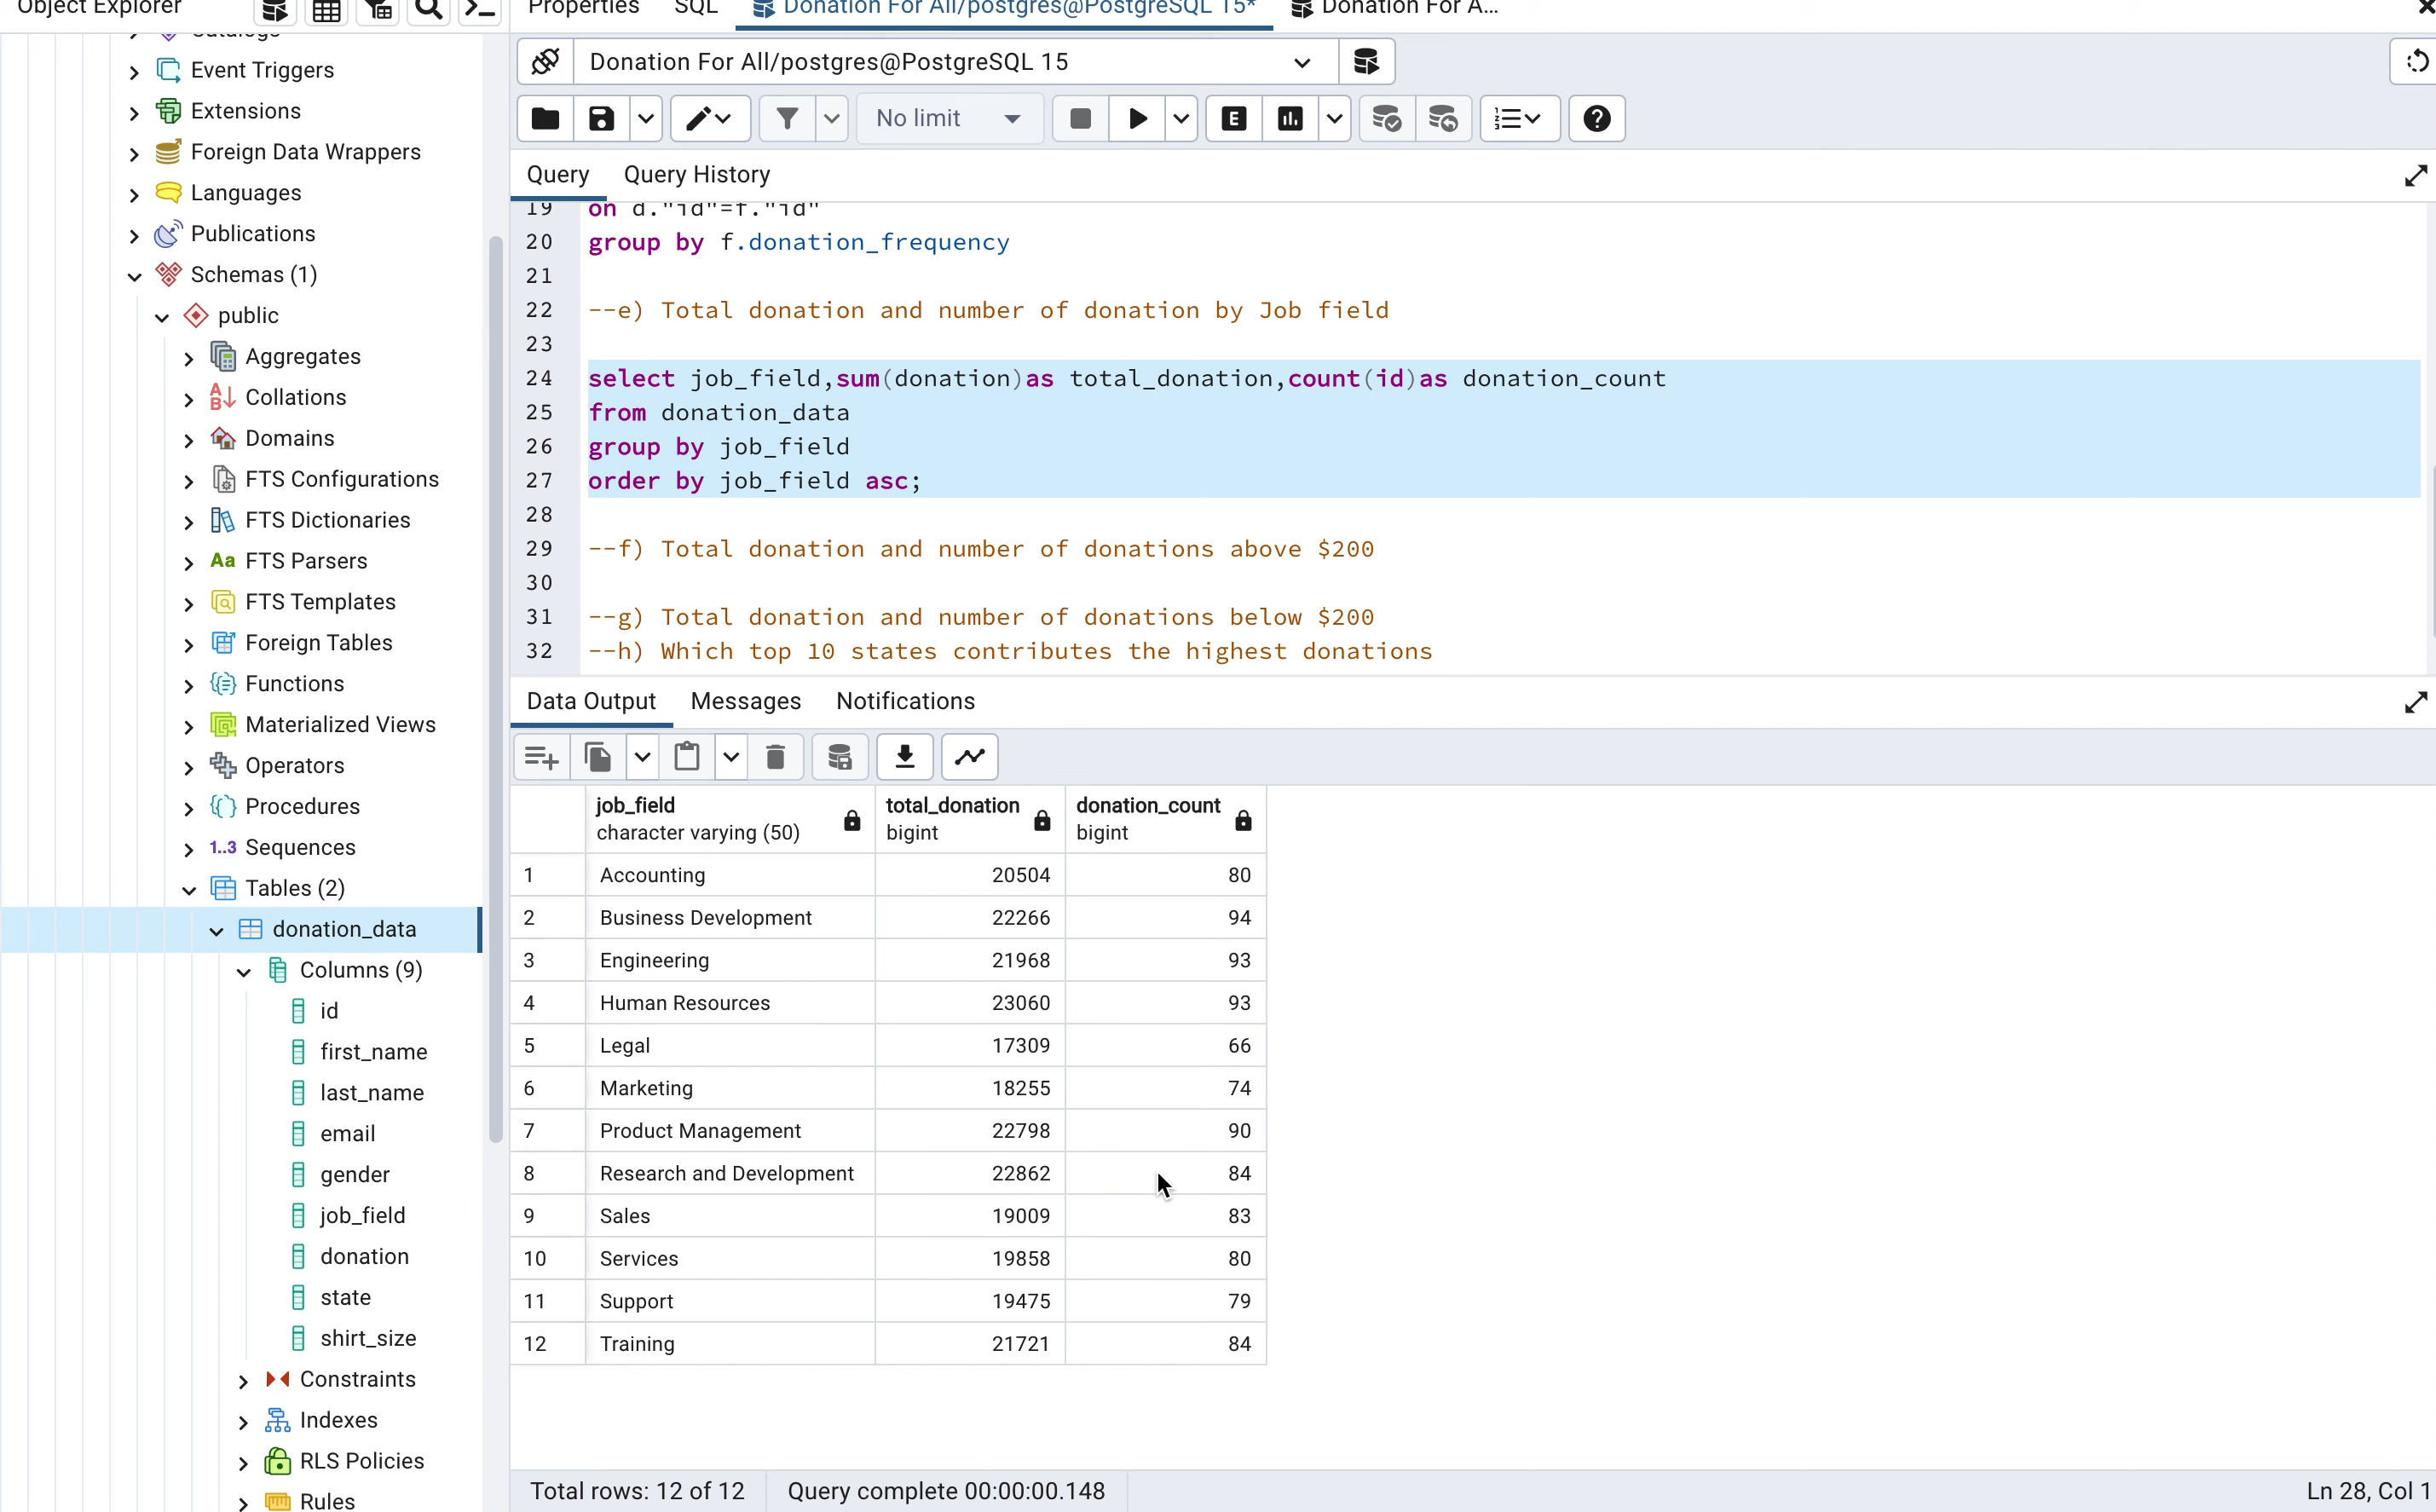 Object Explorer
Properties
SQL
Donation For All/postgres@PostgreSQL 15*
Donation For A...
Catalogs
Event Triggers
Extensions
Foreign Data Wrappers
Languages
Publications
Schemas (1)
public
Aggregates
Collations
Domains
FTS Configurations
FTS Dictionaries
Aa FTS Parsers
FTS Templates
Foreign Tables
Functions
Materialized Views
Operators
Procedures
1..3 Sequences
Tables (2)
donation_data
Columns (9)
id
first_name
last_name
email
gender
job_field
donation
state
shirt_size
Constraints
Indexes
RLS Policies
Rules
Donation For All/postgres@PostgreSQL 15
No limit
E
Query
Query History
19 on d."id"=f."id"
20 group by f.donation_frequency
21
22 --e) Total donation and number of donation by Job field
23
24 select job_field,sum(donation)as total_donation,count(id)as donation_count
25 from donation_data
26 group by job_field
27 order by job_field asc;
28
29 --f) Total donation and number of donations above $200
30
31 --g) Total donation and number of donations below $200
32 --h) Which top 10 states contributes the highest donations
Data Output
Messages
Notifications
job_field total_donation donation_count
character varying (50) bigint bigint
1 Accounting 20504 80
2 Business Development 22266 94
3 Engineering 21968 93
4 Human Resources 23060 93
5 Legal 17309 66
6 Marketing 18255 74
7 Product Management 22798 90
8 Research and Development 22862 84
9 Sales 19009 83
10 Services 19858 80
11 Support 19475 79
12 Training 21721 84
Total rows: 12 of 12
Query complete 00:00:00.148
Ln 28, Col 1